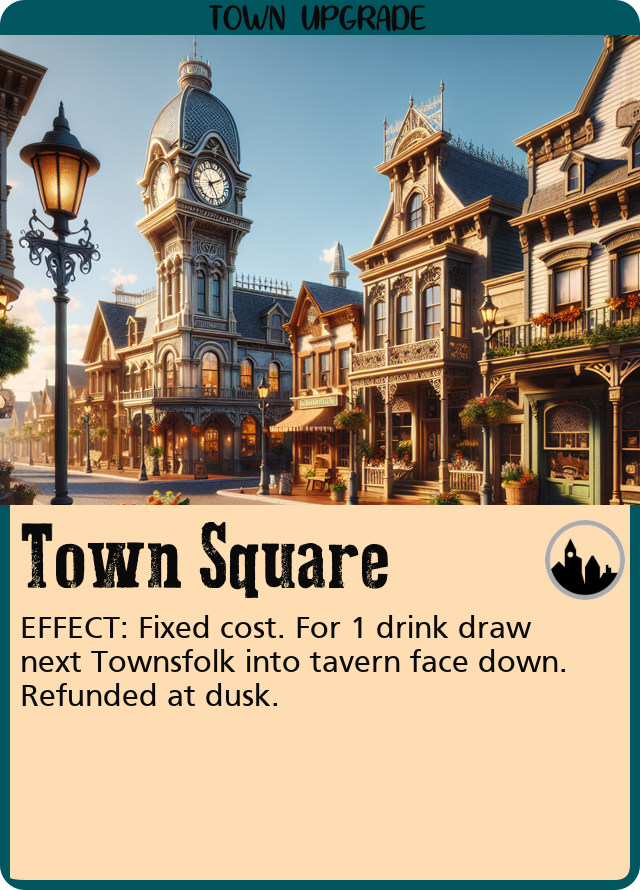 TOWN UPGRADE
Town Square
EFFECT: Fixed cost. For 1 drink draw
next Townsfolk into tavern face down.
Refunded at dusk.